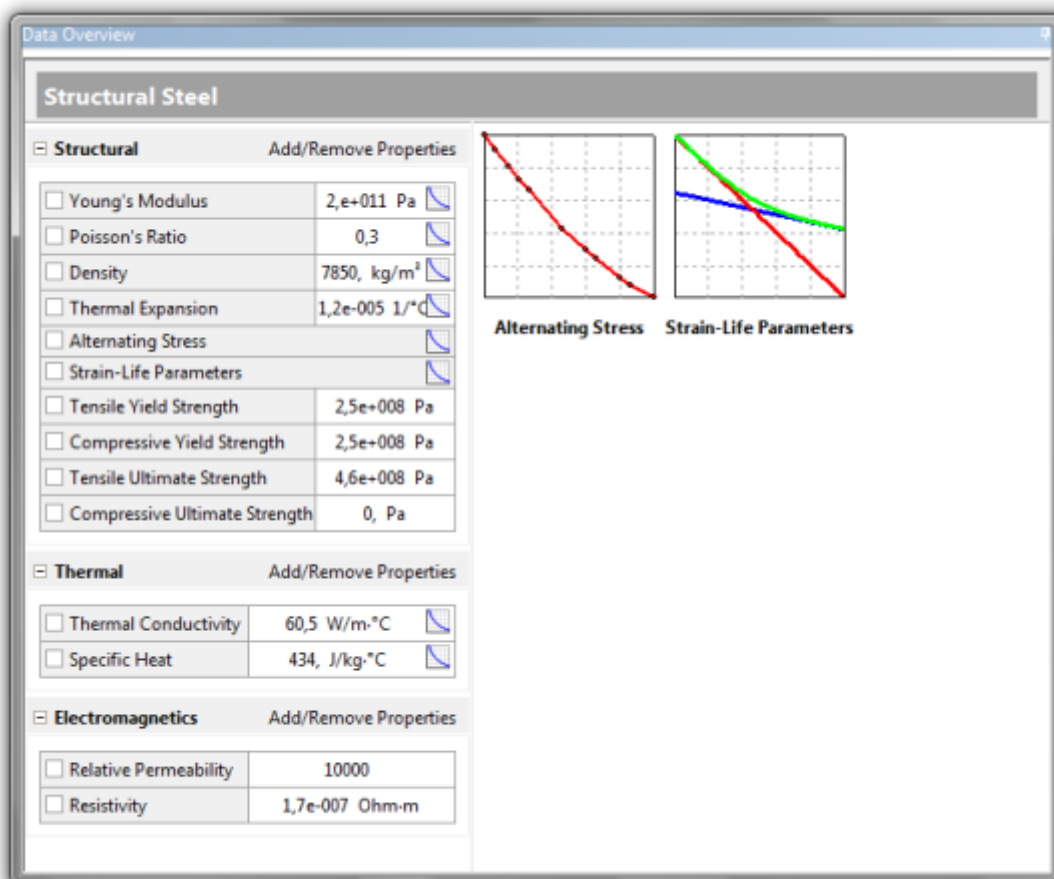 Data Overview
Structural Steel
Structural Add/Remove Properties
Young's Modulus 2,e+011 Pa
Poisson's Ratio 0,3
Density 7850, kg/m³
Thermal Expansion 1,2e-005 1/°C
Alternating Stress
Strain-Life Parameters
Tensile Yield Strength 2,5e+008 Pa
Compressive Yield Strength 2,5e+008 Pa
Tensile Ultimate Strength 4,6e+008 Pa
Compressive Ultimate Strength 0, Pa
Thermal Add/Remove Properties
Thermal Conductivity 60,5 W/m·°C
Specific Heat 434, J/kg·°C
Electromagnetics Add/Remove Properties
Relative Permeability 10000
Resistivity 1,7e-007 Ohm·m
Alternating Stress Strain-Life Parameters